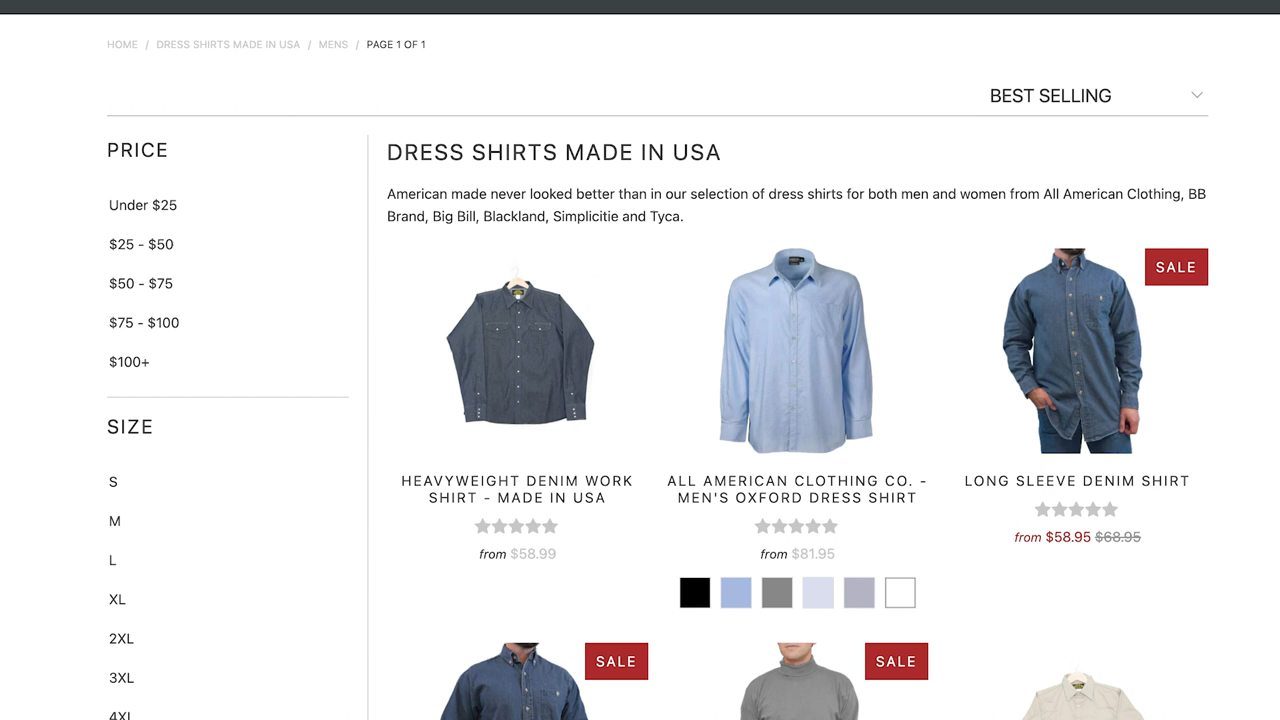 HOME / DRESS SHIRTS MADE IN USA / MENS / PAGE 1 OF 1
BEST SELLING
PRICE
Under $25
$25 - $50
$50 - $75
$75 - $100
$100+
SIZE
S
M
L
XL
2XL
3XL
4XL
DRESS SHIRTS MADE IN USA
American made never looked better than in our selection of dress shirts for both men and women from All American Clothing, BB
Brand, Big Bill, Blackland, Simplicitie and Tyca.
HEAVYWEIGHT DENIM WORK
SHIRT - MADE IN USA
from $58.99
ALL AMERICAN CLOTHING CO. -
MEN'S OXFORD DRESS SHIRT
from $81.95
SALE
LONG SLEEVE DENIM SHIRT
from $58.95 $68.95
SALE
SALE